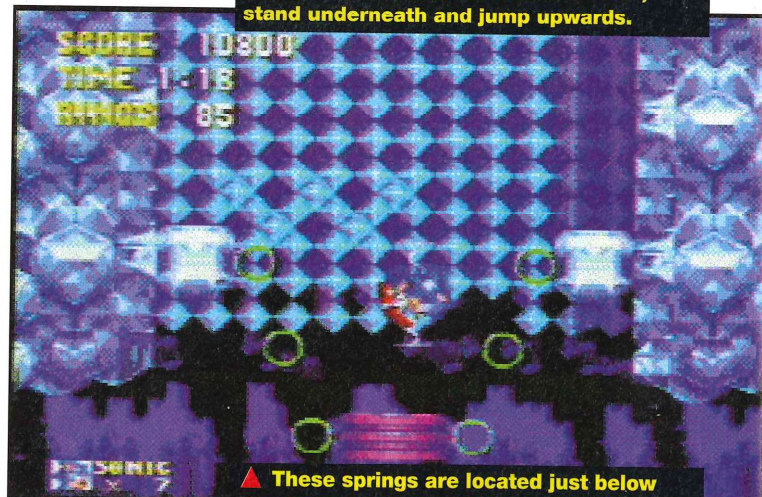 stand underneath and jump upwards.
SCORE 10800
TIME 1:18
RINGS 85
SONIC
× 7
These springs are located just below